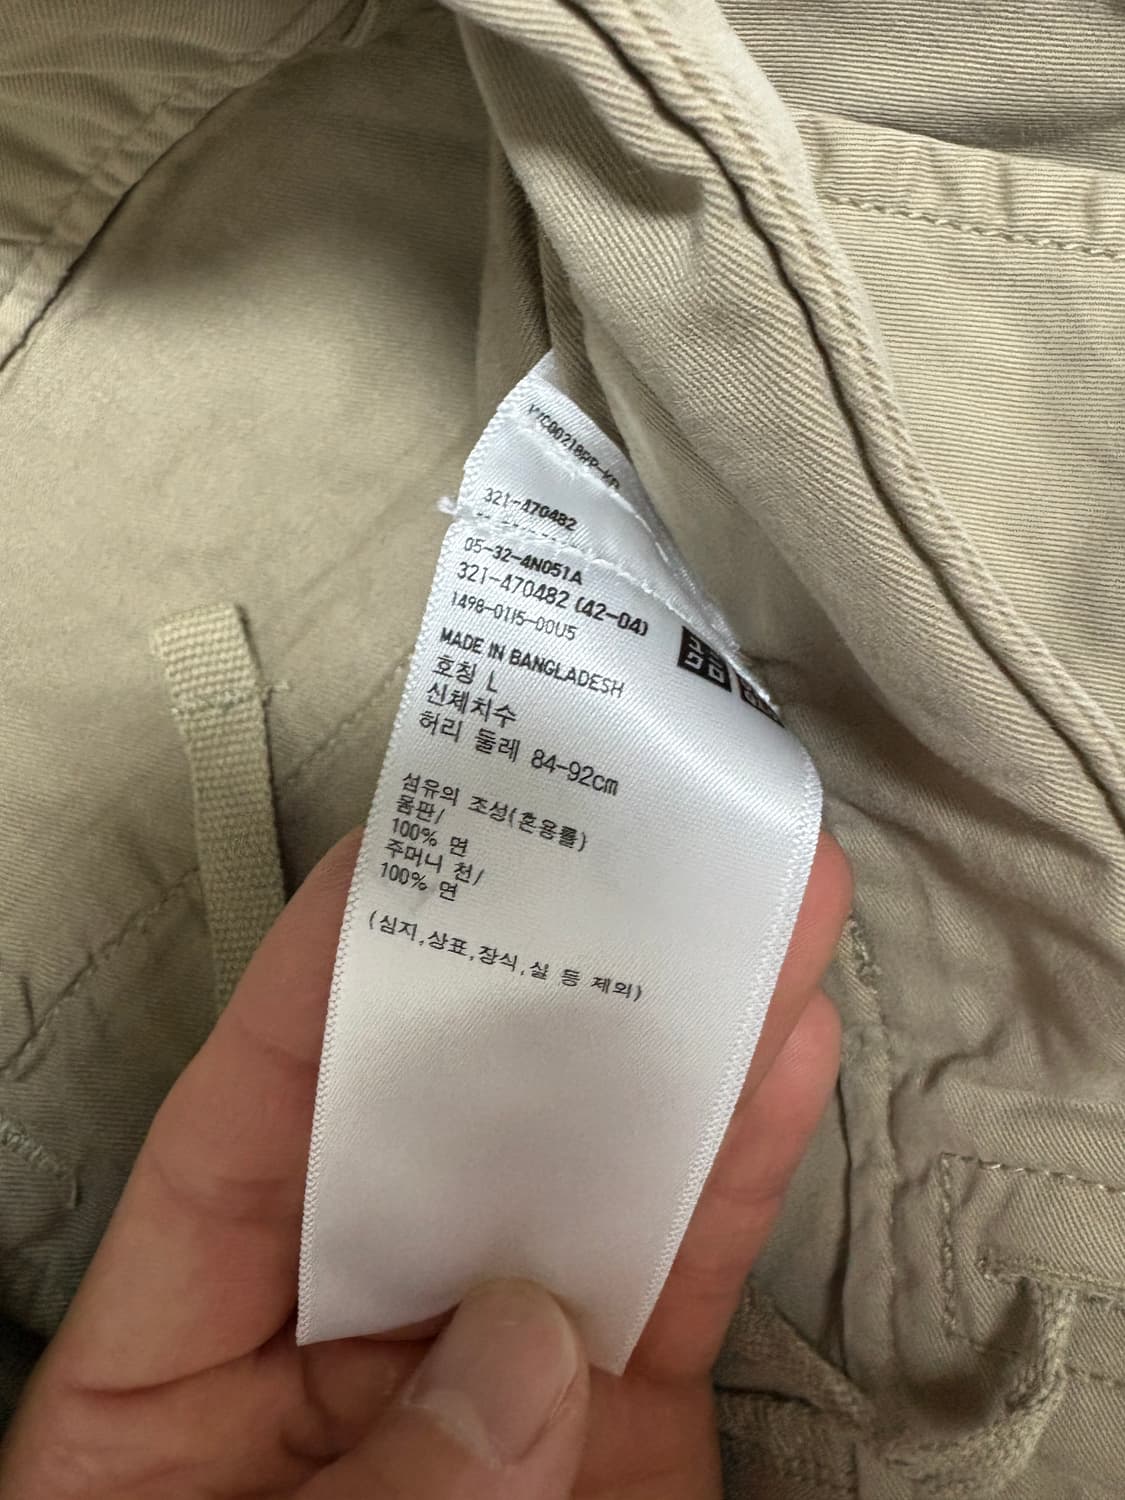 321-470482
05-32-4N051A
321-470482 (42-04)
1498-0115-00U5
MADE IN BANGLADESH
호칭 L
신체치수
허리 둘레 84-92cm
섬유의 조성(혼용률)
몸판/
100% 면
주머니 천/
100% 면
(심지,상표,장식,실 등 제외)